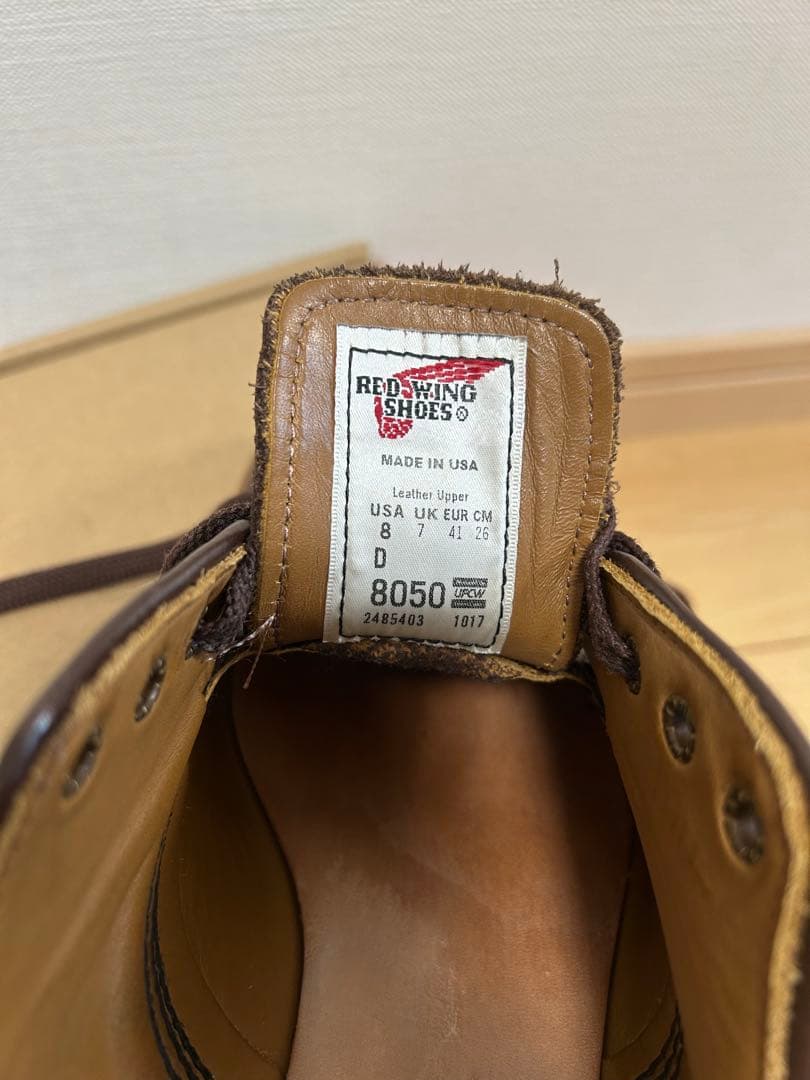 RED WING
SHOES®
MADE IN USA
Leather Upper
USA UK EUR CM
8 7 41 26
D
8050 UFCW
2485403 1017